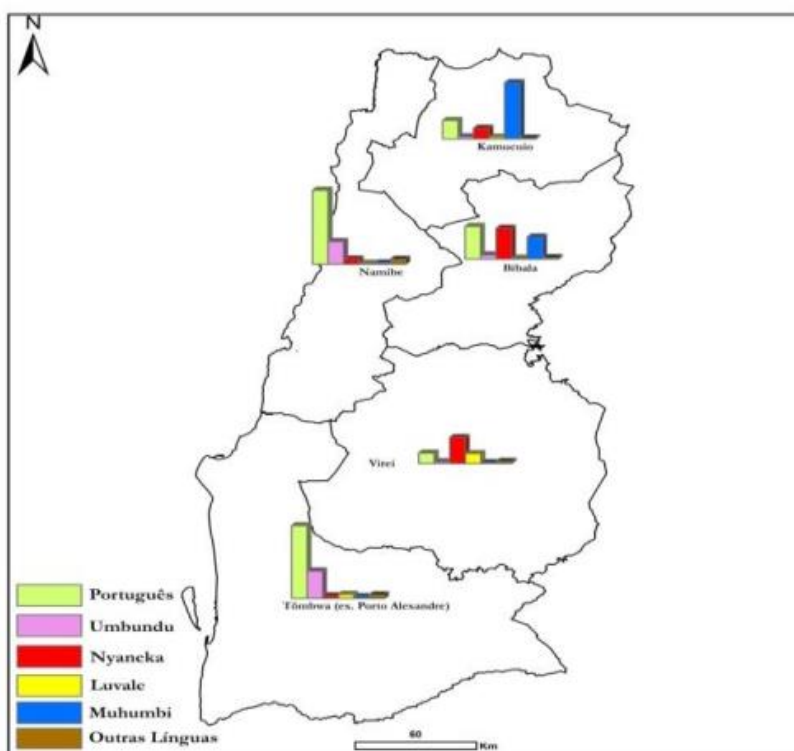 N
Kamucuio
Namibe
Bibala
Virei
Tômbwa (ex. Porto Alexandre)
Português
Umbundu
Nyaneka
Luvale
Muhumbi
Outras Línguas
60
Km